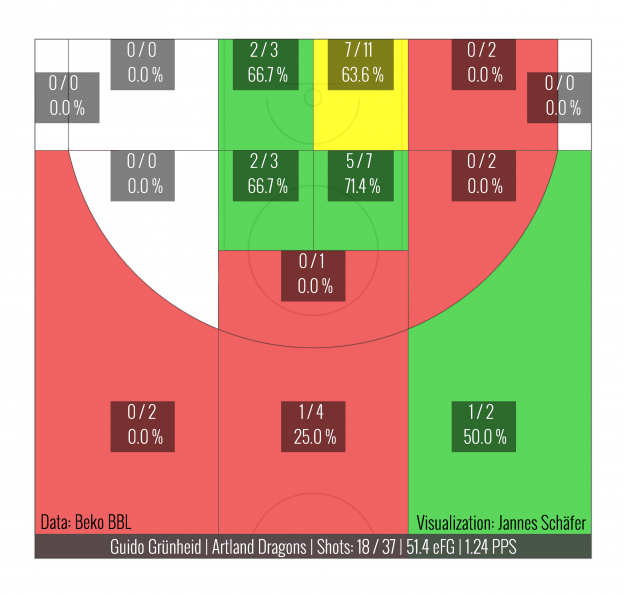 0 / 0
0.0 %
2 / 3
66.7 %
7 / 11
63.6 %
0 / 2
0.0 %
0 / 0
0.0 %
0 / 0
0.0 %
0 / 0
0.0 %
2 / 3
66.7 %
5 / 7
71.4 %
0 / 2
0.0 %
0 / 1
0.0 %
0 / 2
0.0 %
1 / 4
25.0 %
1 / 2
50.0 %
Data: Beko BBL
Visualization: Jannes Schäfer
Guido Grünheid | Artland Dragons | Shots: 18 / 37 | 51.4 eFG | 1.24 PPS